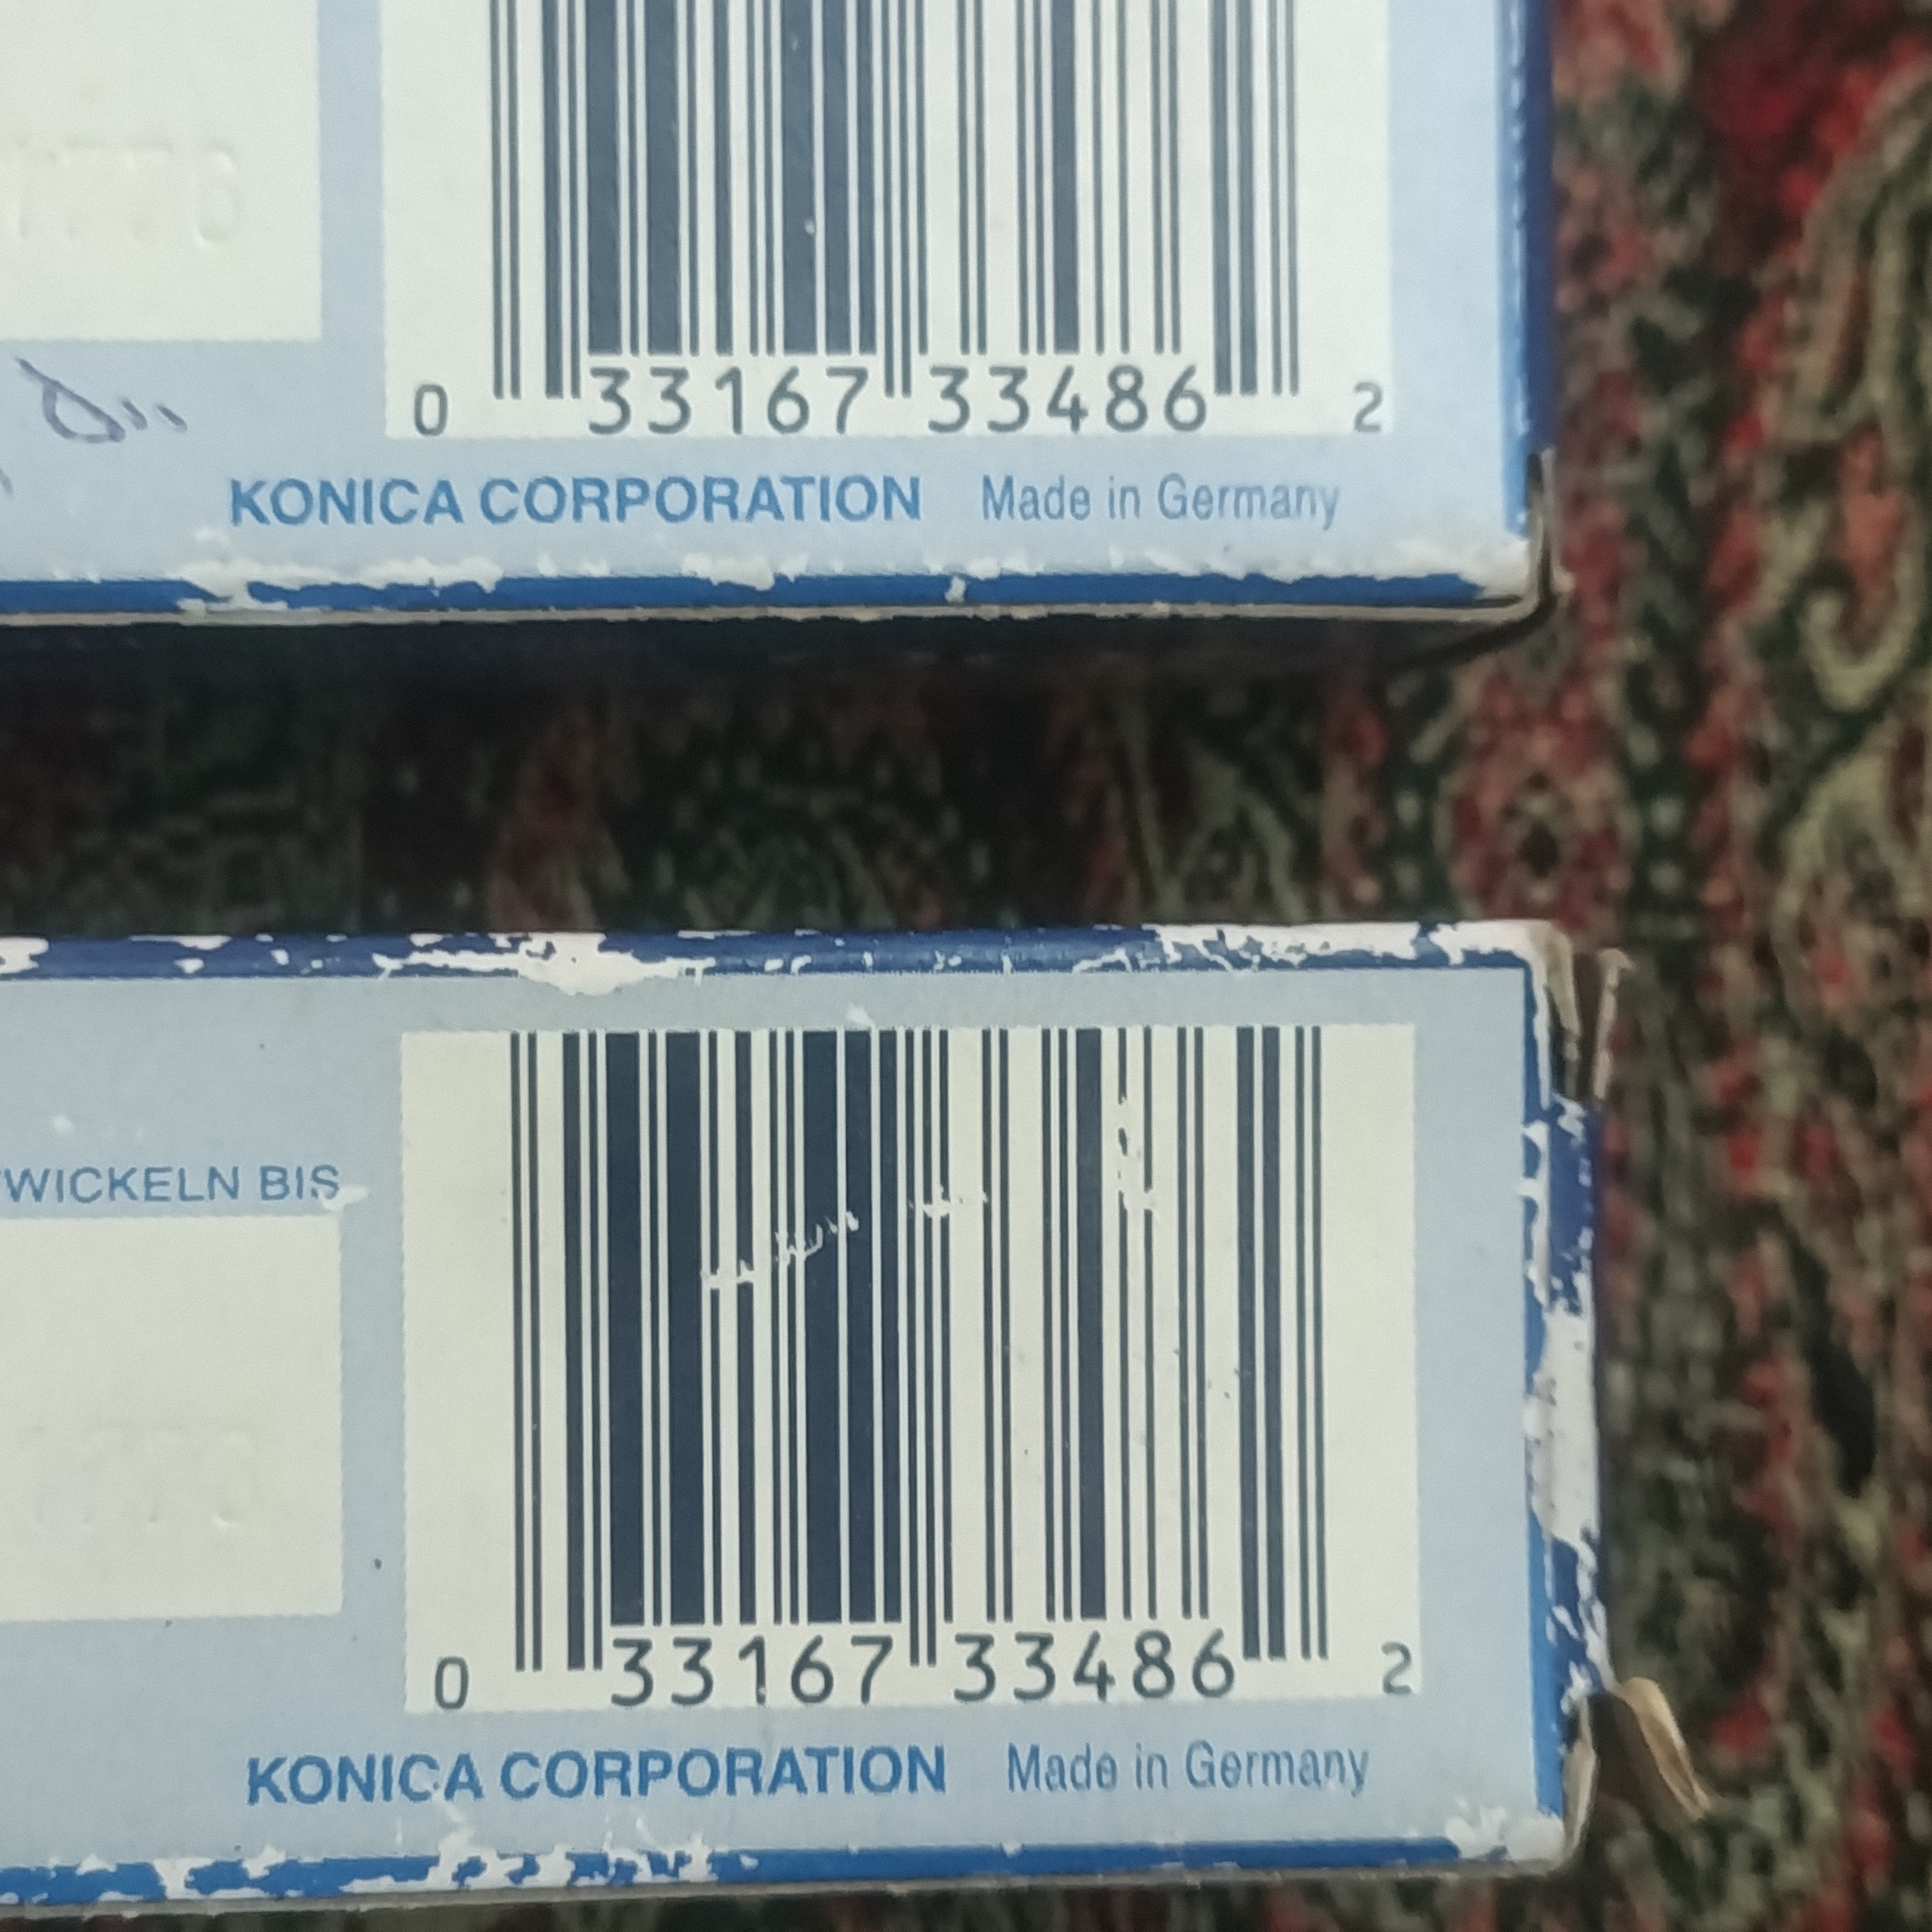 0 33167 33486 2
KONICA CORPORATION Made in Germany
WICKELN BIS
0 33167 33486 2
KONICA CORPORATION Made in Germany